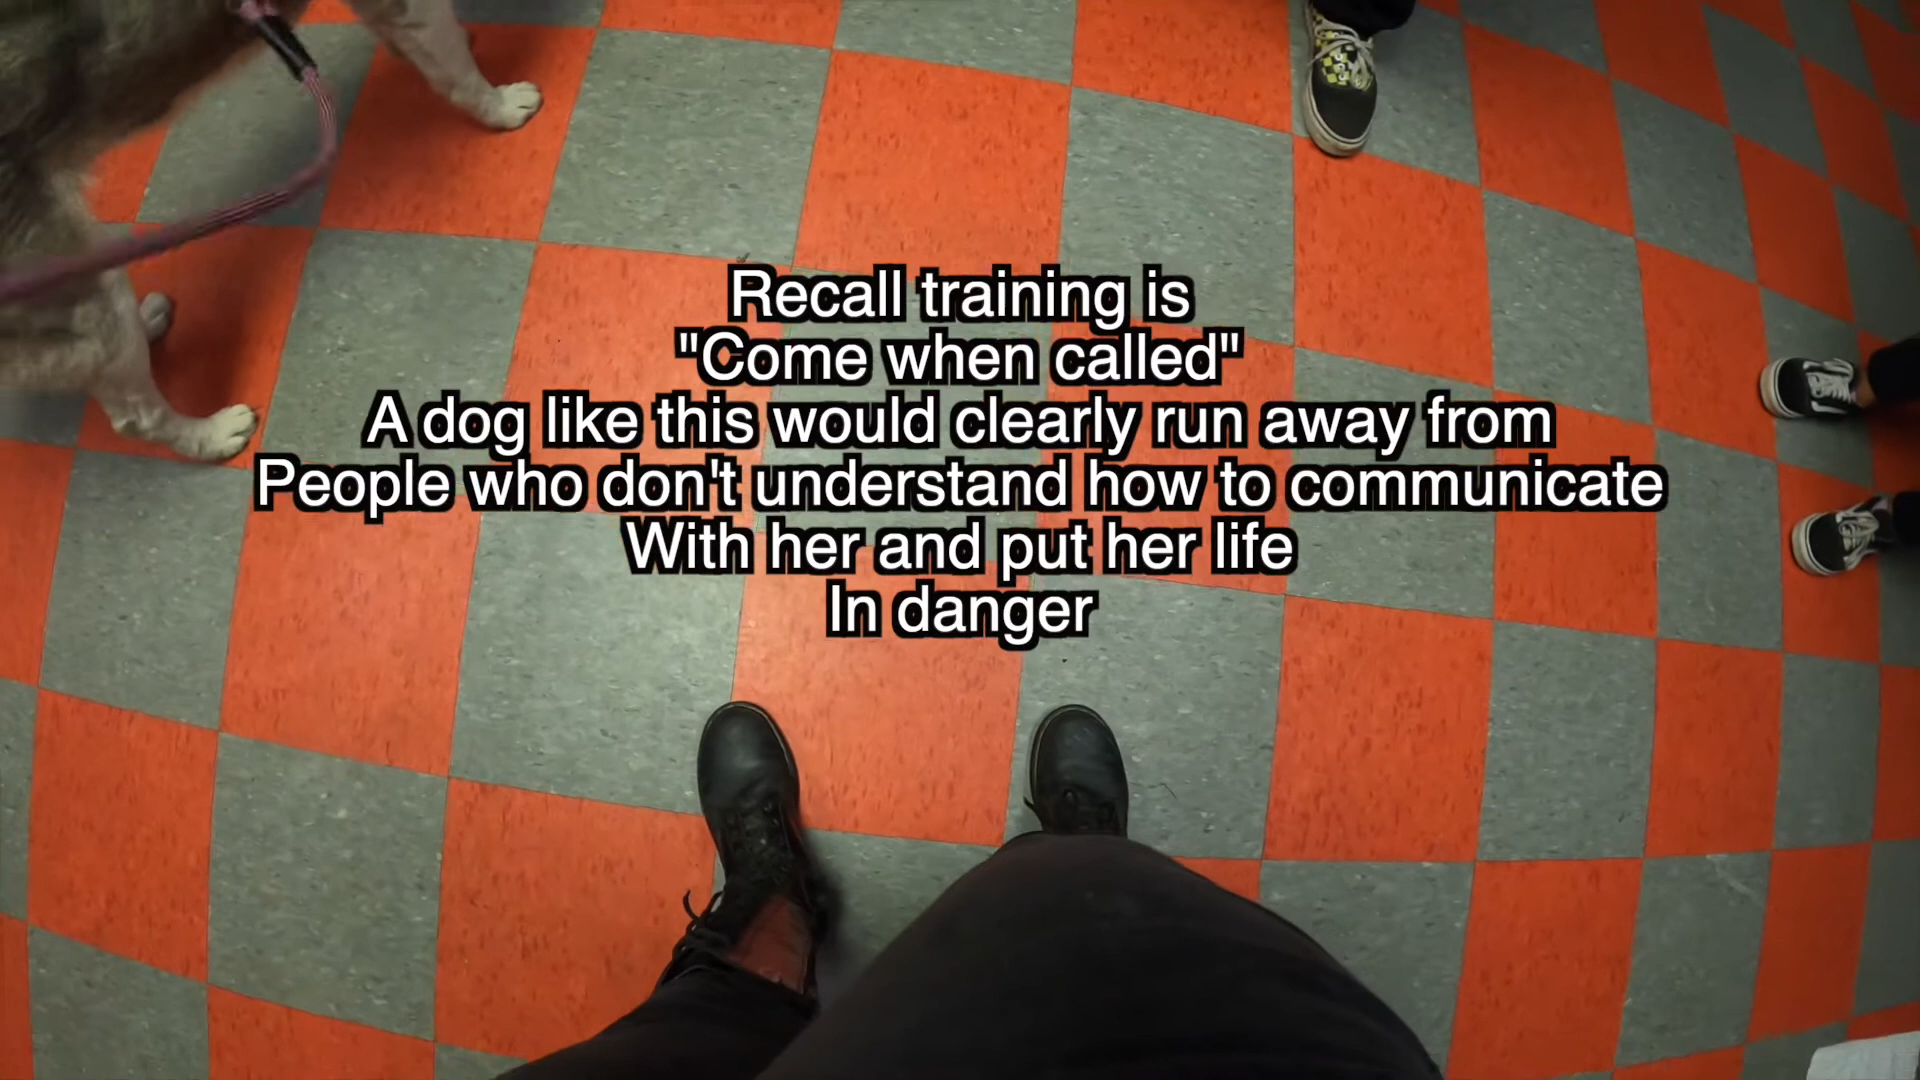 Recall training is
"Come when called"
A dog like this would clearly run away from
People who don't understand how to communicate
With her and put her life
In danger